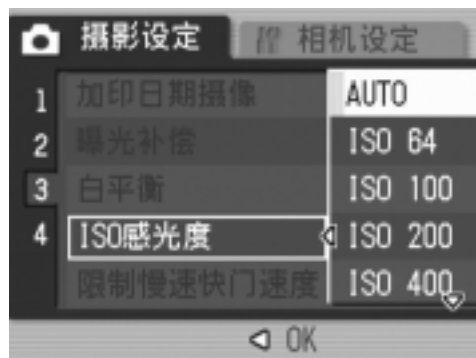 摄影设定 相机设定
1 加印日期摄像 AUTO
2 曝光补偿 ISO 64
3 白平衡 ISO 100
4 ISO感光度 ISO 200
限制慢速快门速度 ISO 400
OK